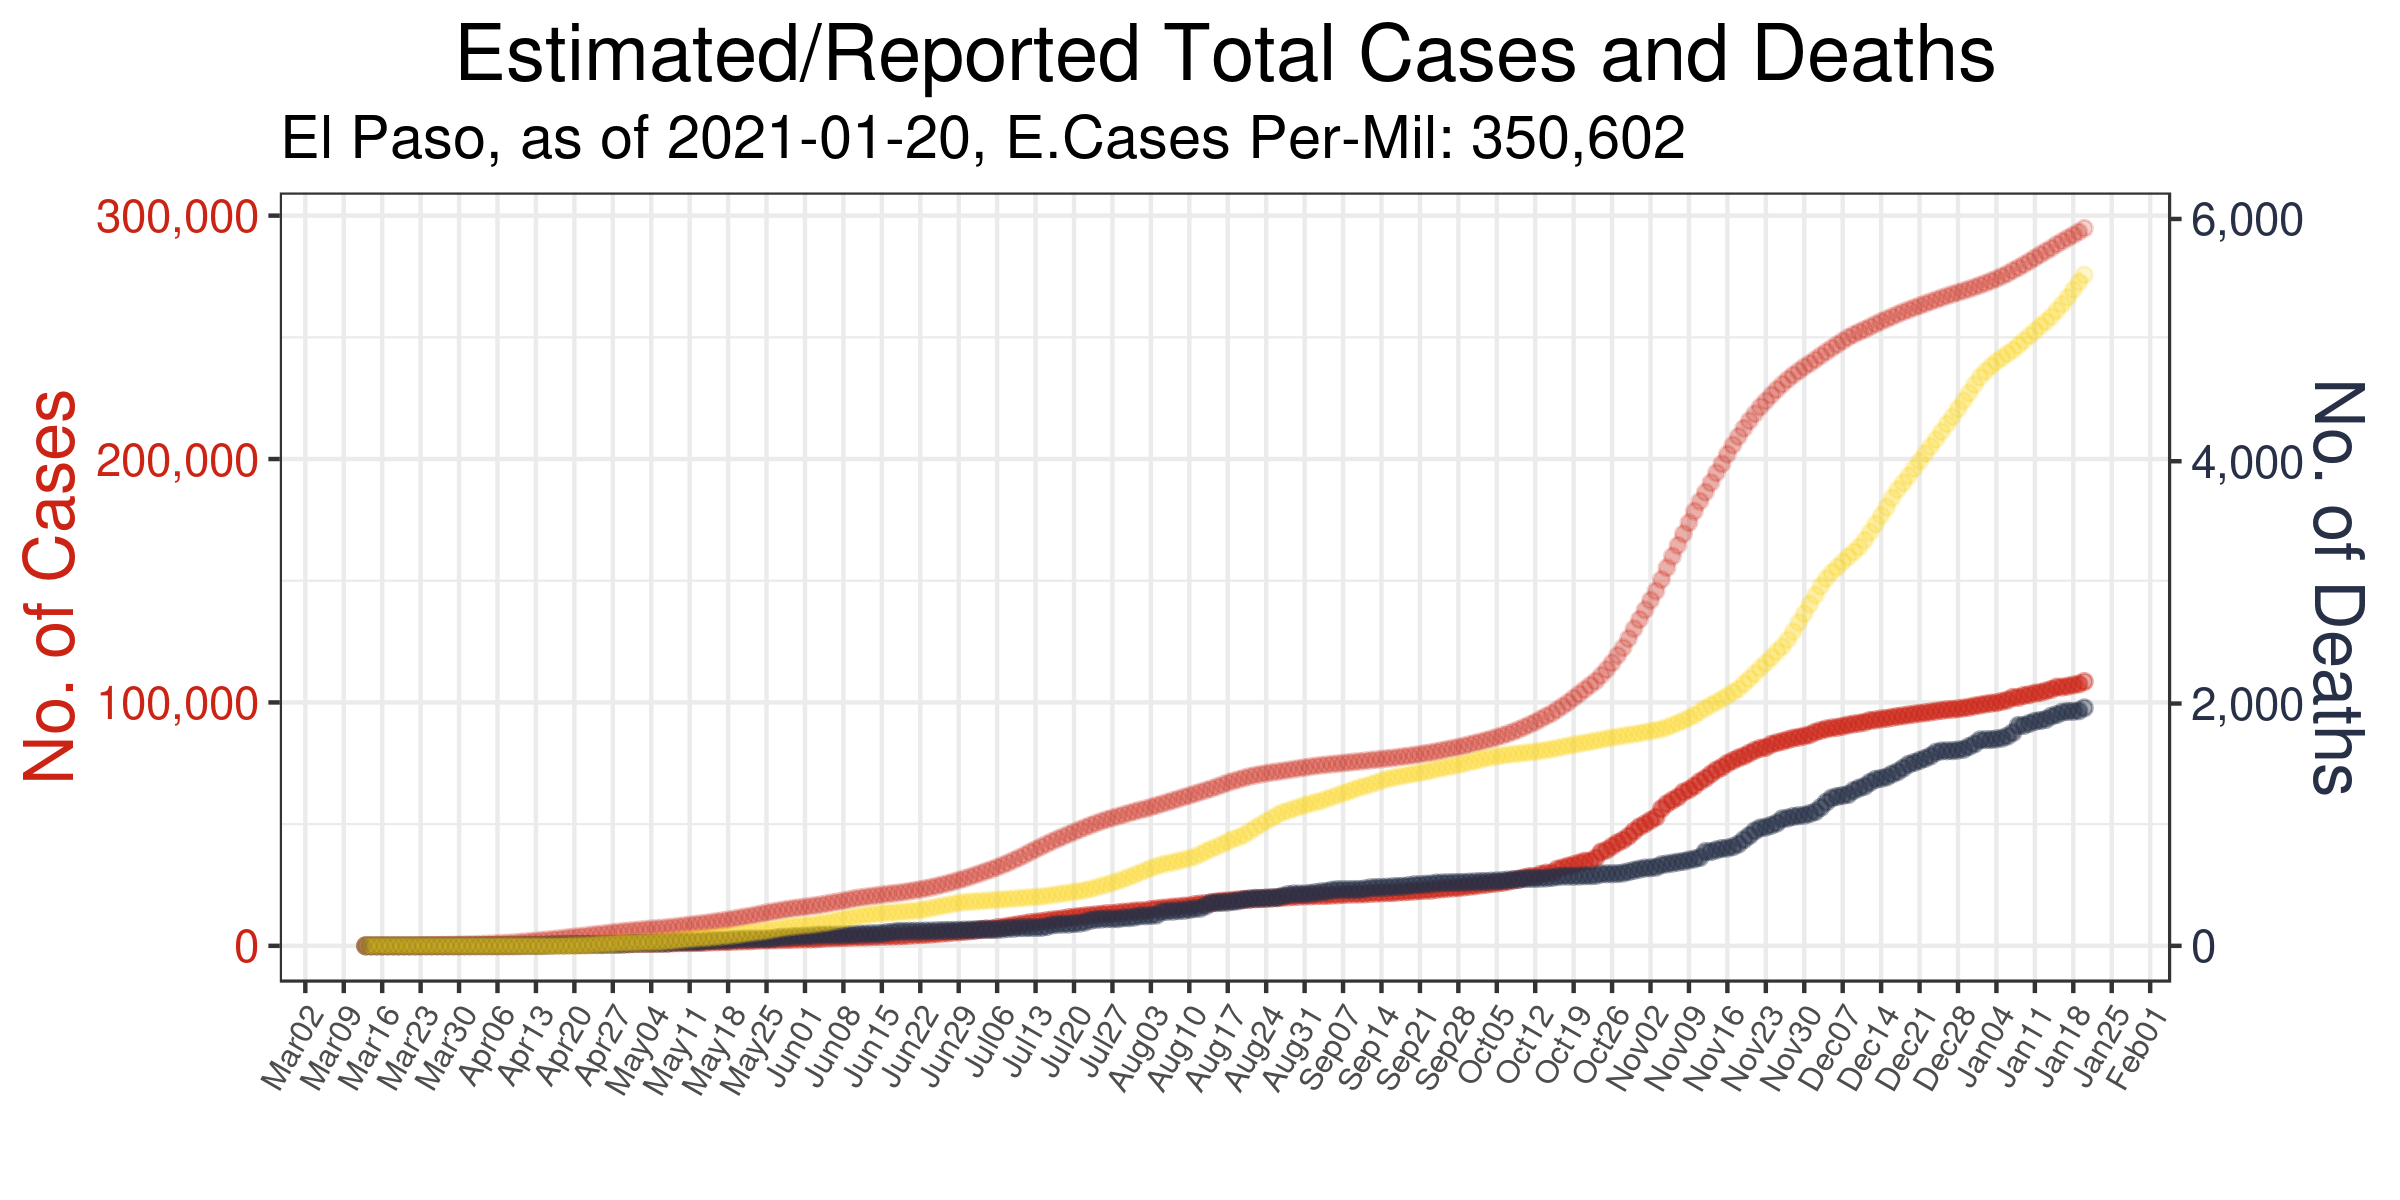 Estimated/Reported Total Cases and Deaths
El Paso, as of 2021-01-20, E.Cases Per-Mil: 350,602
No. of Cases
300,000
200,000
100,000
0
6,000
4,000
2,000
0
No. of Deaths
Mar02
Mar09
Mar16
Mar23
Mar30
Apr06
Apr13
Apr20
Apr27
May04
May11
May18
May25
Jun01
Jun08
Jun15
Jun22
Jun29
Jul06
Jul13
Jul20
Jul27
Aug03
Aug10
Aug17
Aug24
Aug31
Sep07
Sep14
Sep21
Sep28
Oct05
Oct12
Oct19
Oct26
Nov02
Nov09
Nov16
Nov23
Nov30
Dec07
Dec14
Dec21
Dec28
Jan04
Jan11
Jan18
Jan25
Feb01